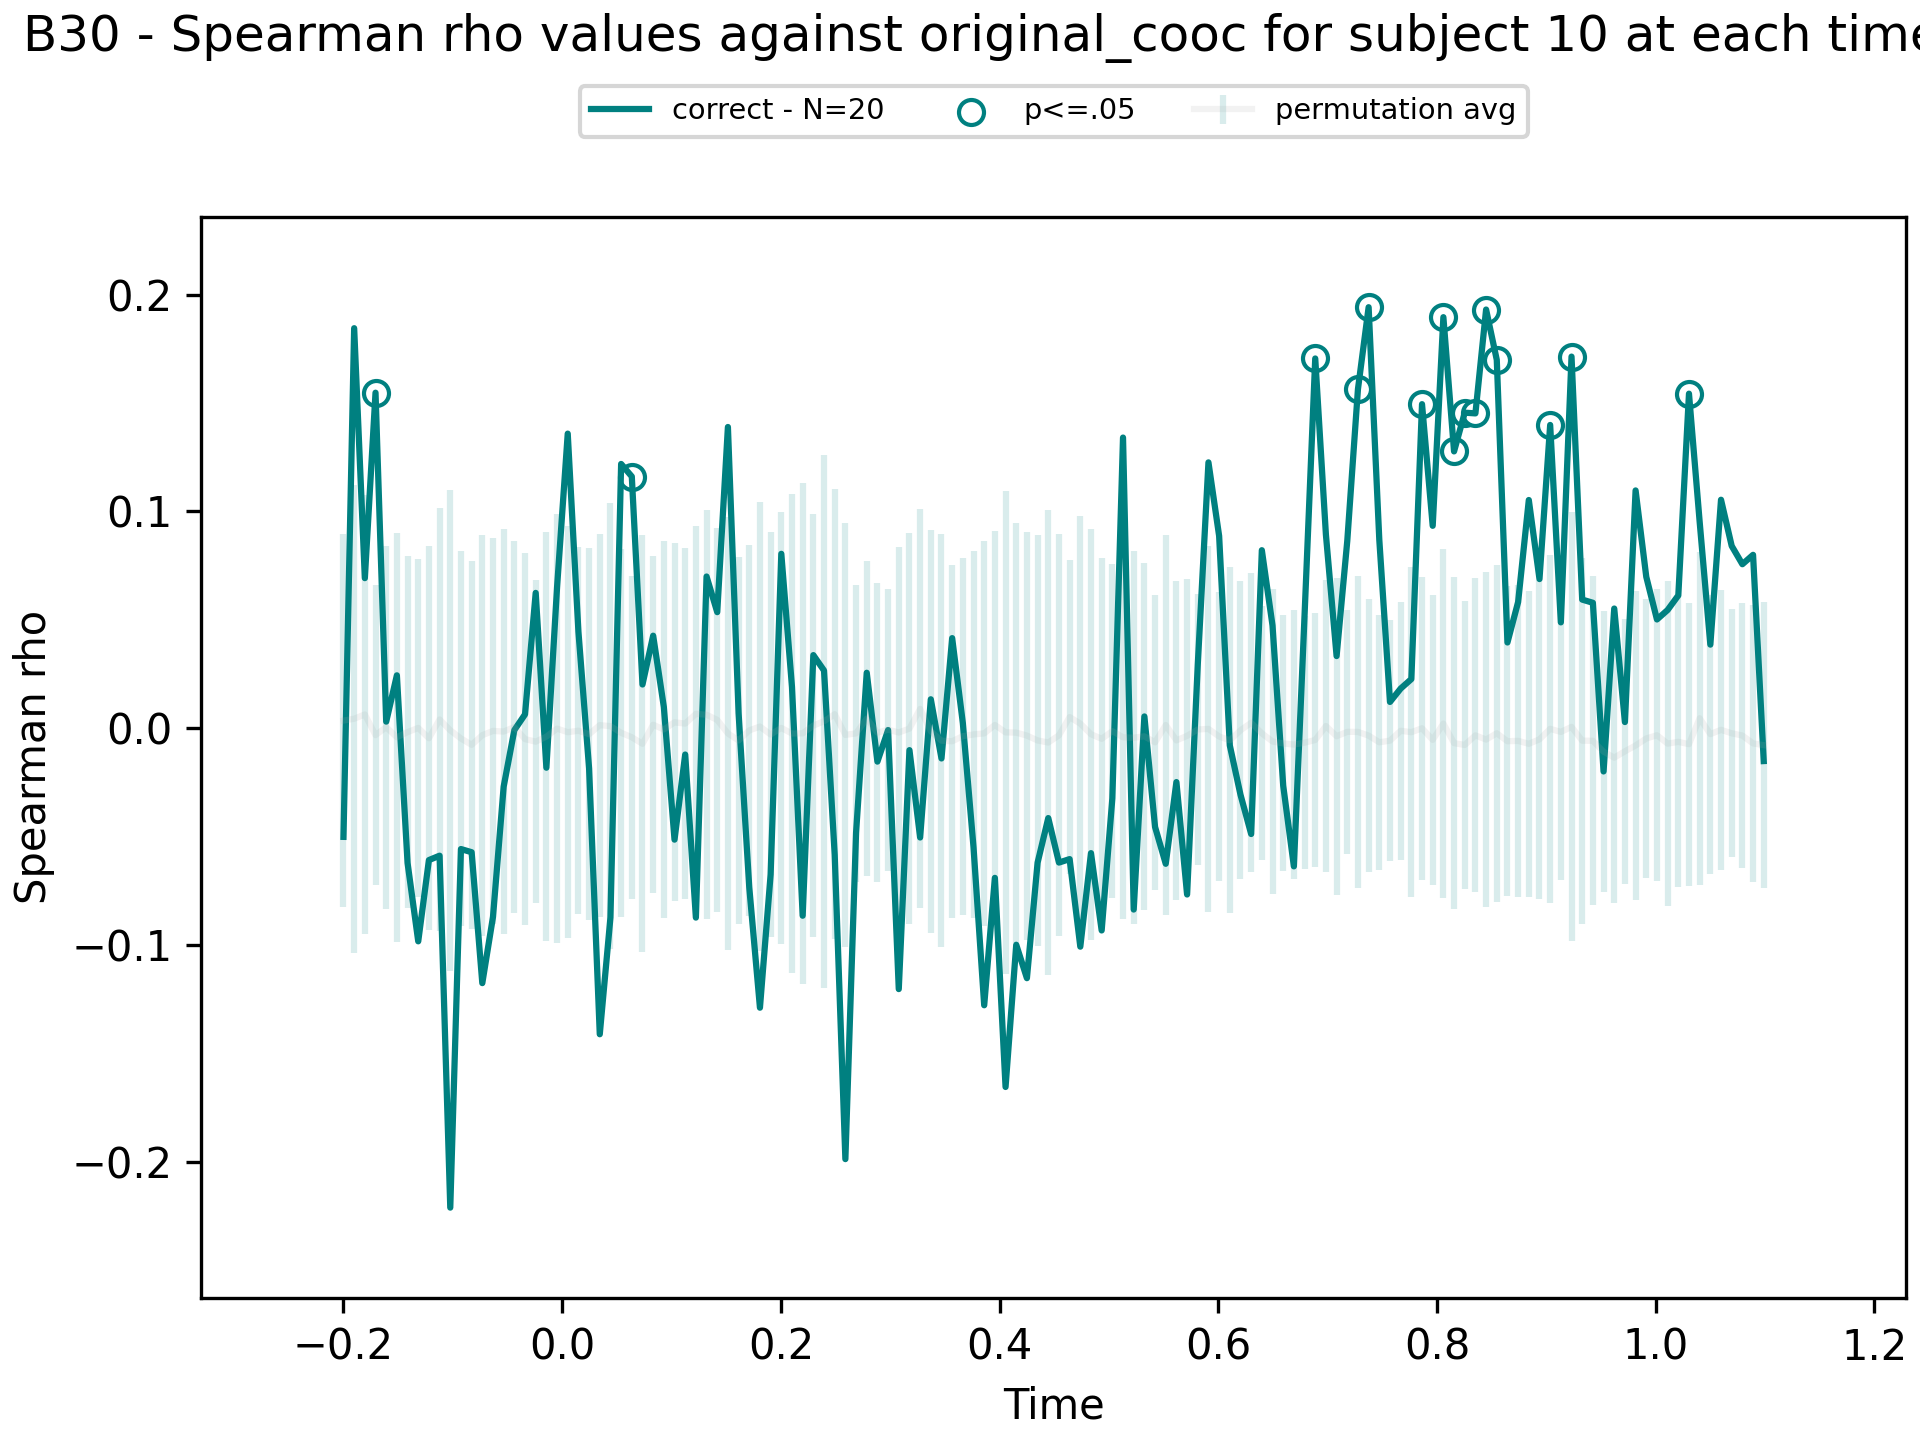 B30 - Spearman rho values against original_cooc for subject 10 at each time
correct - N=20 p<=.05 permutation avg
0.2
0.1
0.0
−0.1
−0.2
Spearman rho
−0.2 0.0 0.2 0.4 0.6 0.8 1.0 1.2
Time